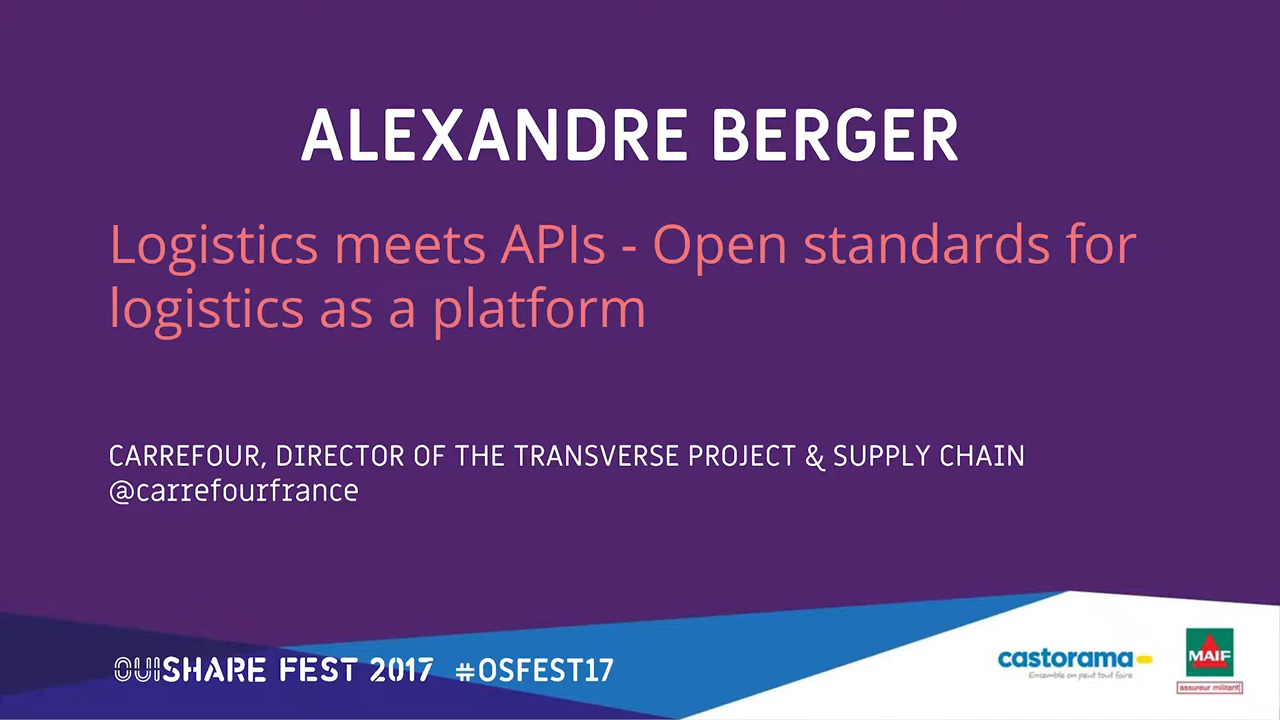 ALEXANDRE BERGER
Logistics meets APIs - Open standards for
logistics as a platform
CARREFOUR, DIRECTOR OF THE TRANSVERSE PROJECT & SUPPLY CHAIN
@carrefourfrance
OUISHARE FEST 2017 #OSFEST17
castorama
Ensemble on peut tout faire
MAIF
assureur militant